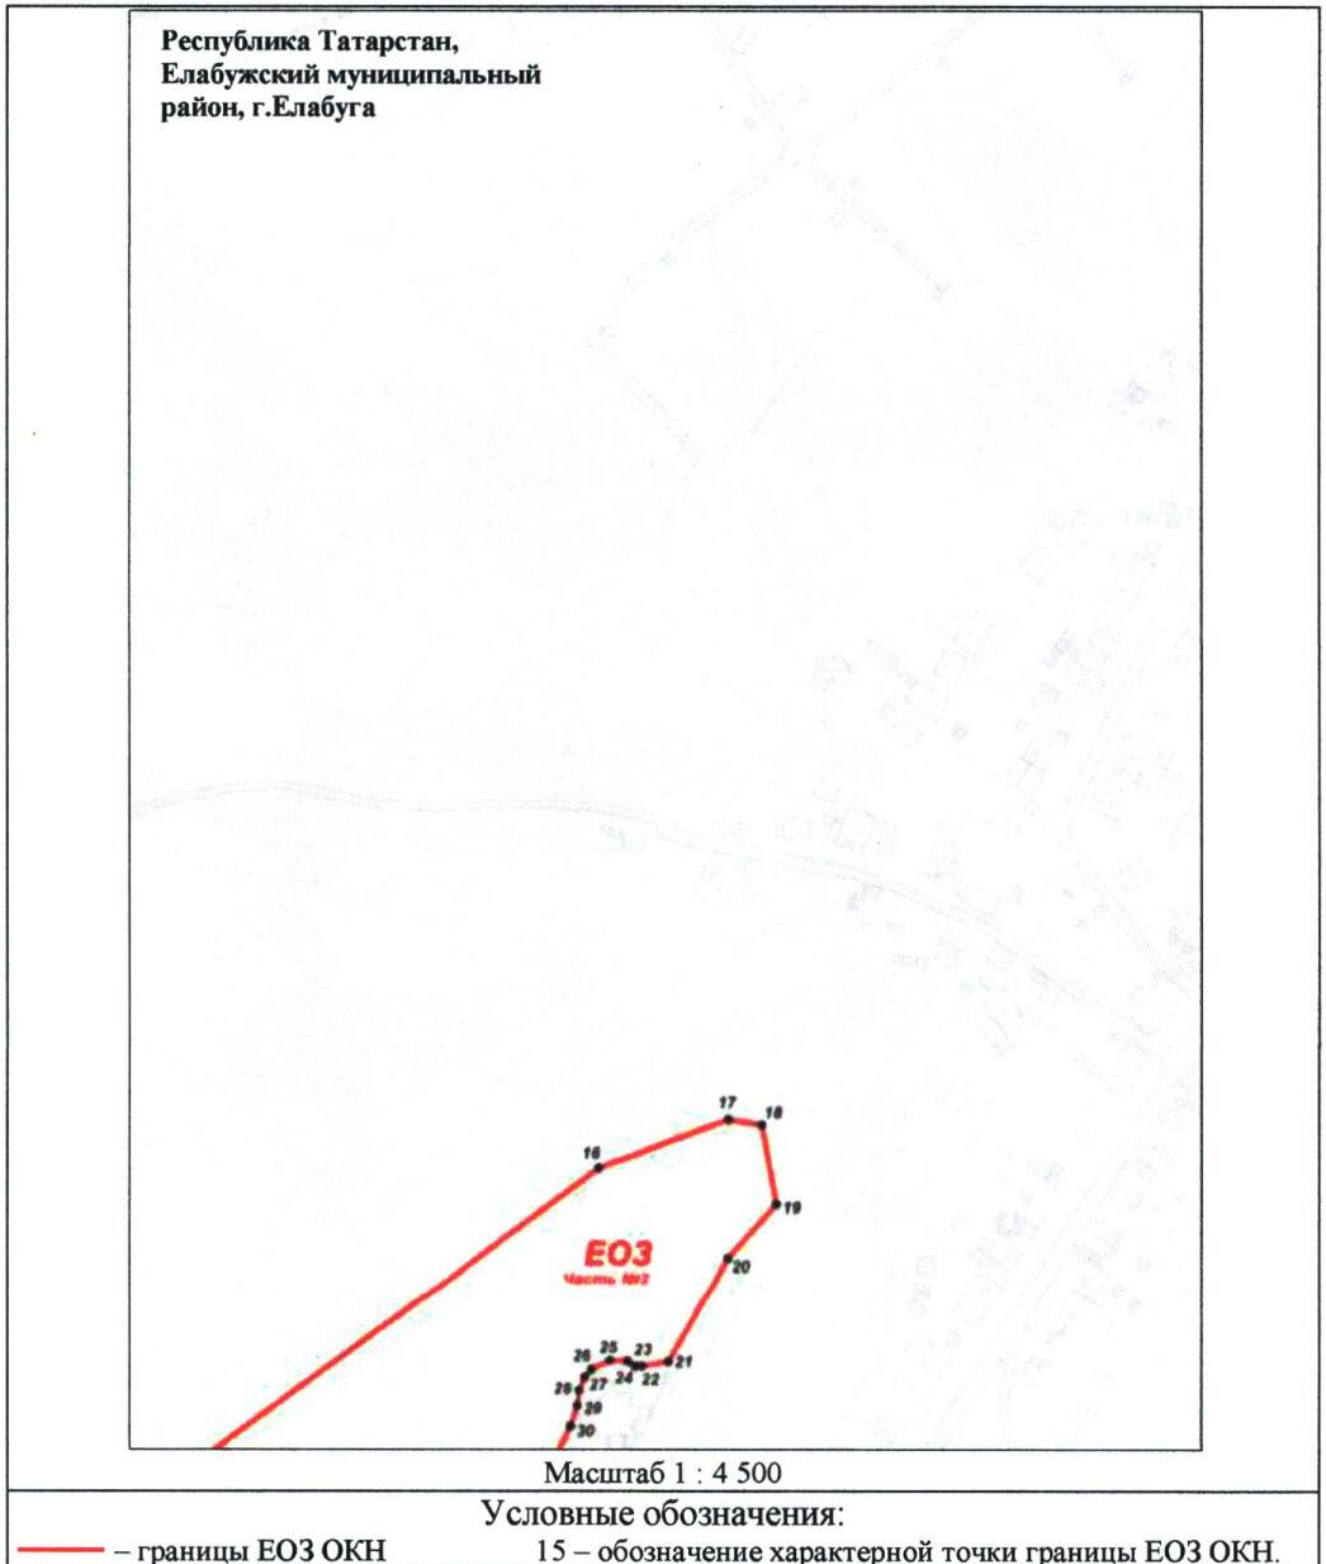 Республика Татарстан,
Елабужский муниципальный
район, г.Елабуга
17
18
16
19
ЕОЗ
Часть №2
20
25
23
26
21
24
22
27
28
29
30
Масштаб 1 : 4 500
Условные обозначения:
– границы ЕОЗ ОКН
15 – обозначение характерной точки границы ЕОЗ ОКН.